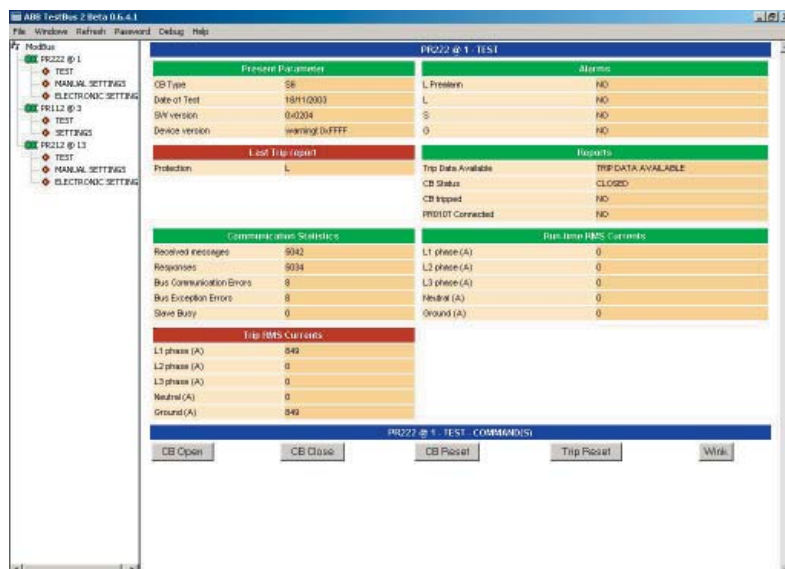 ABB TestBus 2 Beta 0.6.4.1
File Windows Refresh Password Debug Help
ModBus
PR222 @ 1
TEST
MANUAL SETTINGS
ELECTRONIC SETTING
PR112 @ 3
TEST
SETTINGS
PR212 @ 13
TEST
MANUAL SETTINGS
ELECTRONIC SETTING
PR222 @ 1 - TEST
Present Parameter
CB Type S6
Date of Test 18/11/2003
SW version 0x0204
Device version warning! 0xFFFF
Alarms
L Prealarm NO
L NO
S NO
G NO
Last Trip report
Protection L
Reports
Trip Data Available TRIP DATA AVAILABLE
CB Status CLOSED
CB tripped NO
PR010T Connected NO
Communication Statistics
Received messages 5042
Responses 5034
Bus Communication Errors 8
Bus Exception Errors 8
Slave Busy 0
Run time RMS Currents
L1 phase (A) 0
L2 phase (A) 0
L3 phase (A) 0
Neutral (A) 0
Ground (A) 0
Trip RMS Currents
L1 phase (A) 849
L2 phase (A) 0
L3 phase (A) 0
Neutral (A) 0
Ground (A) 849
PR222 @ 1 - TEST - COMMAND(S)
CB Open CB Close CB Reset Trip Reset Wink